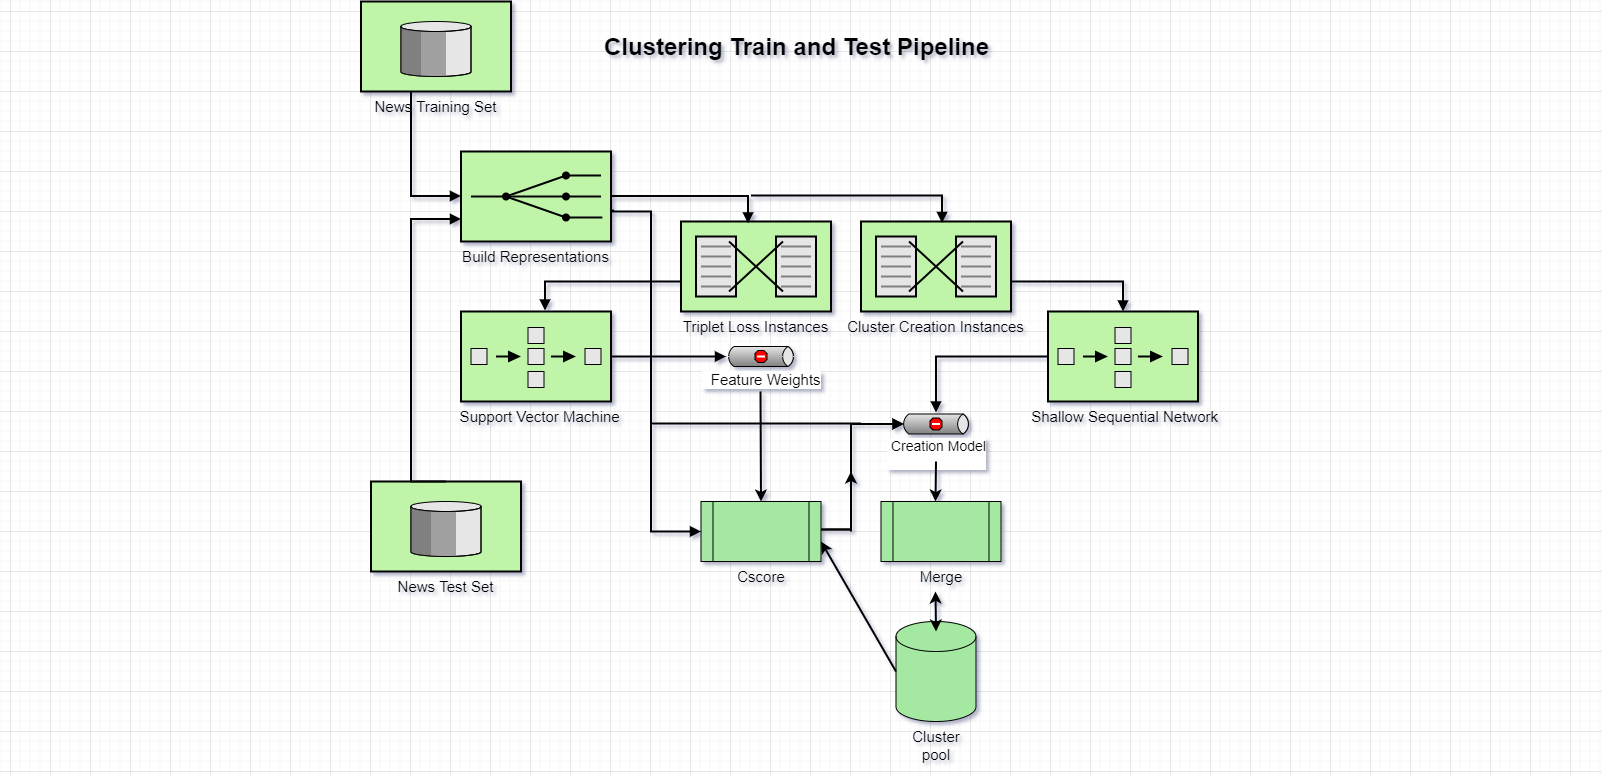 Clustering Train and Test Pipeline
News Training Set
Build Representations
Triplet Loss Instances
Cluster Creation Instances
Feature Weights
Support Vector Machine
Shallow Sequential Network
Creation Model
Cscore
Merge
News Test Set
Cluster
pool